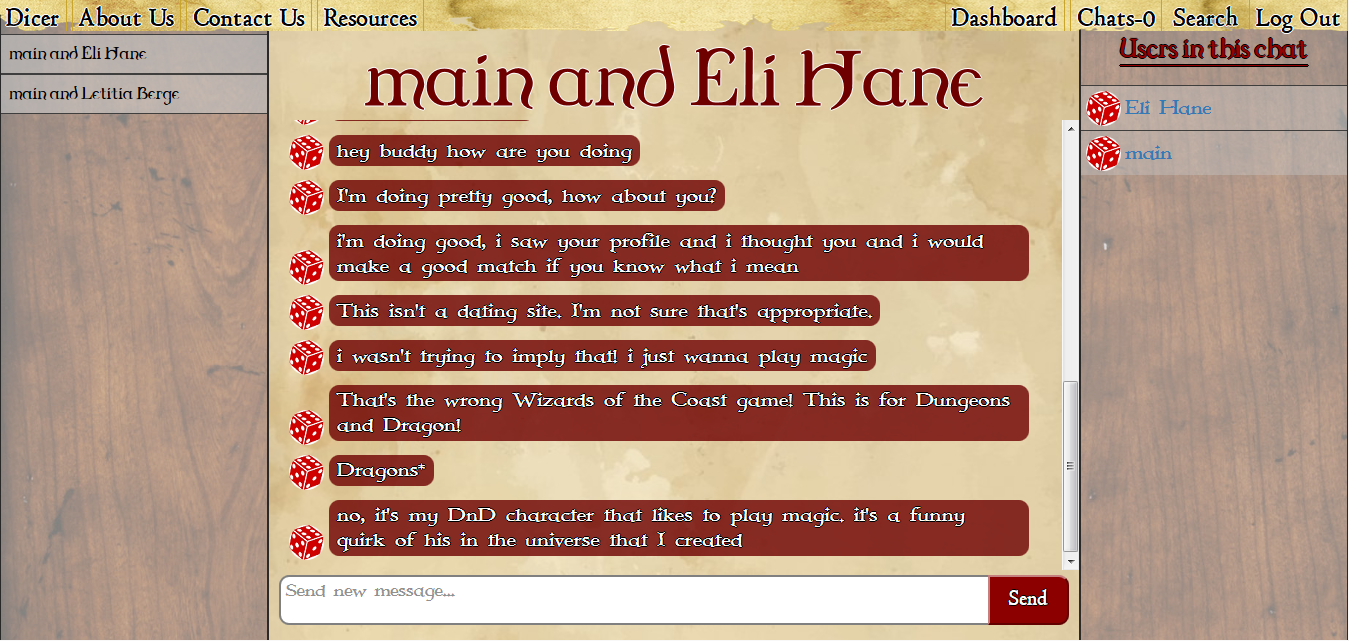 Dicer About Us Contact Us Resources Dashboard Chats-0 Search Log Out
main and Eli Hane
main and Letitia Berge
main and Eli Hane
hey buddy how are you doing
I'm doing pretty good, how about you?
i'm doing good, i saw your profile and i thought you and i would
make a good match if you know what i mean
This isn't a dating site. I'm not sure that's appropriate.
i wasn't trying to imply that! i just wanna play magic
That's the wrong Wizards of the Coast game! This is for Dungeons
and Dragon!
Dragons*
no, it's my DnD character that likes to play magic. it's a funny
quirk of his in the universe that I created
Send new message...
Send
Users in this chat
Eli Hane
main